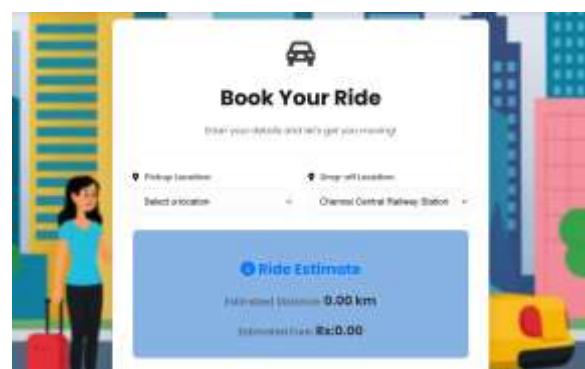 Book Your Ride
Enter your details and let's get you moving!
Pickup Location:
Drop-off Location:
Select a location
Chennai Central Railway Station
Ride Estimate
Estimated Distance: 0.00 km
Estimated Fare: Rs:0.00